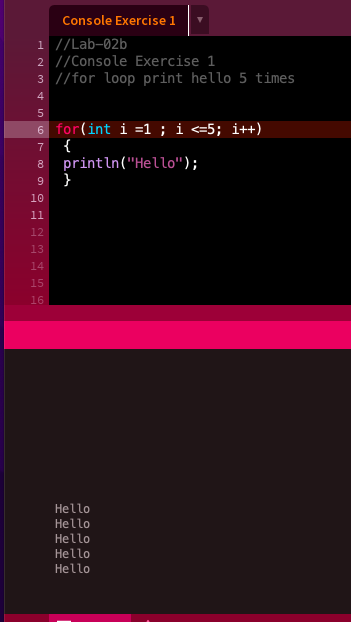 Console Exercise 1
1 //Lab-02b
2 //Console Exercise 1
3 //for loop print hello 5 times
4
5
6 for(int i =1 ; i <=5; i++)
7 {
8 println("Hello");
9 }
10
11
12
13
14
15
16
Hello
Hello
Hello
Hello
Hello